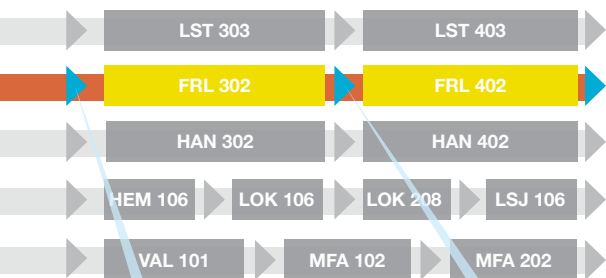 LST 303 LST 403
FRL 302 FRL 402
HAN 302 HAN 402
HEM 106 LOK 106 LOK 208 LSJ 106
VAL 101 MFA 102 MFA 202